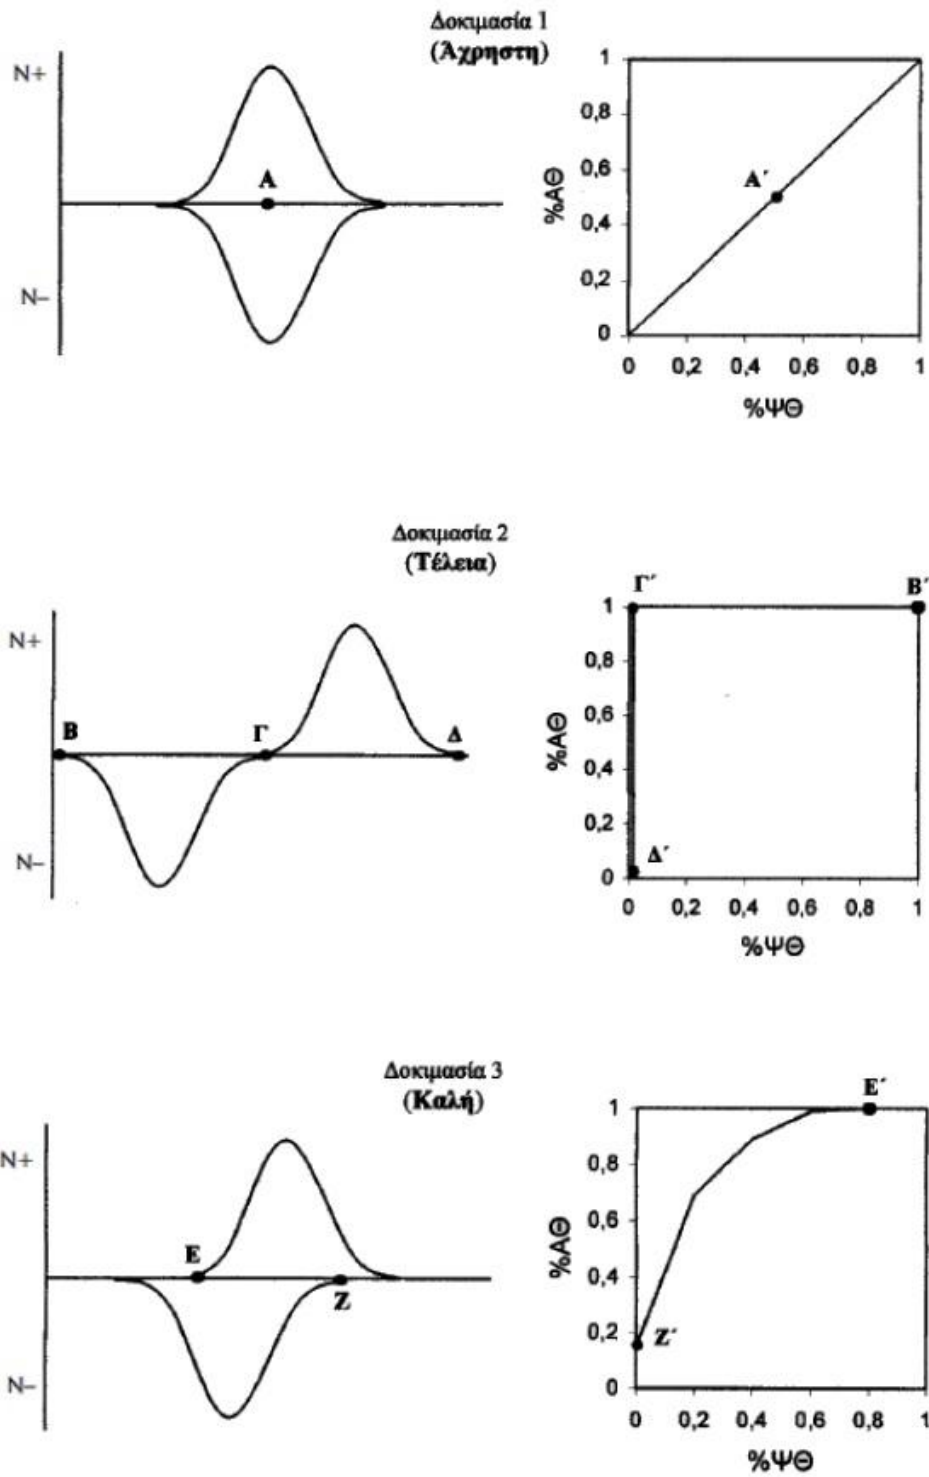 Δοκιμασία 1
(Άχρηστη)
N+
A
N–
1
0,8
0,6
0,4
0,2
0
%ΑΘ
A´
0 0,2 0,4 0,6 0,8 1
%ΨΘ
Δοκιμασία 2
(Τέλεια)
N+
B
Γ
Δ
N–
Γ´
B´
1
0,8
0,6
0,4
0,2
0
%ΑΘ
Δ´
0 0,2 0,4 0,6 0,8 1
%ΨΘ
Δοκιμασία 3
(Καλή)
N+
E
Z
N–
E´
1
0,8
0,6
0,4
0,2
0
%ΑΘ
Z´
0 0,2 0,4 0,6 0,8 1
%ΨΘ